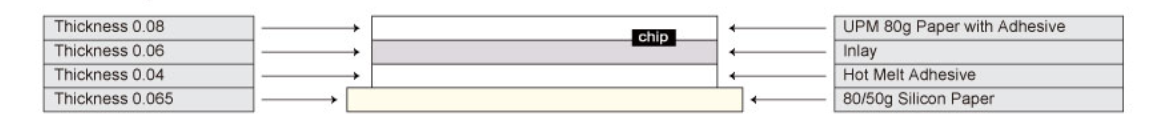 Thickness 0.08
UPM 80g Paper with Adhesive
chip
Thickness 0.06
Inlay
Thickness 0.04
Hot Melt Adhesive
Thickness 0.065
80/50g Silicon Paper